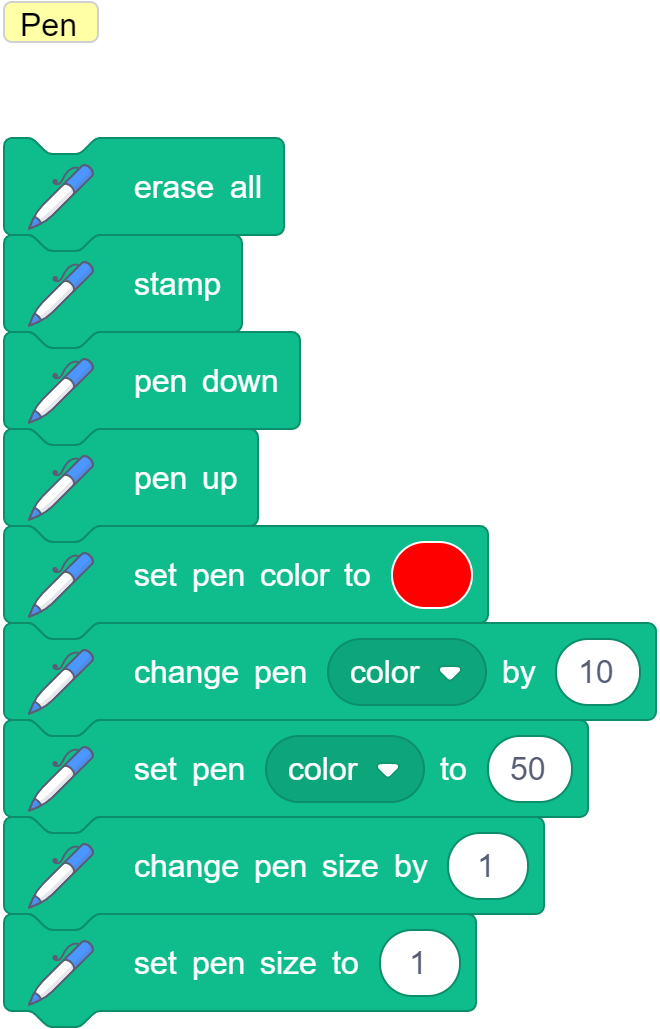 Pen
erase all
stamp
pen down
pen up
set pen color to
change pen color by 10
set pen color to 50
change pen size by 1
set pen size to 1